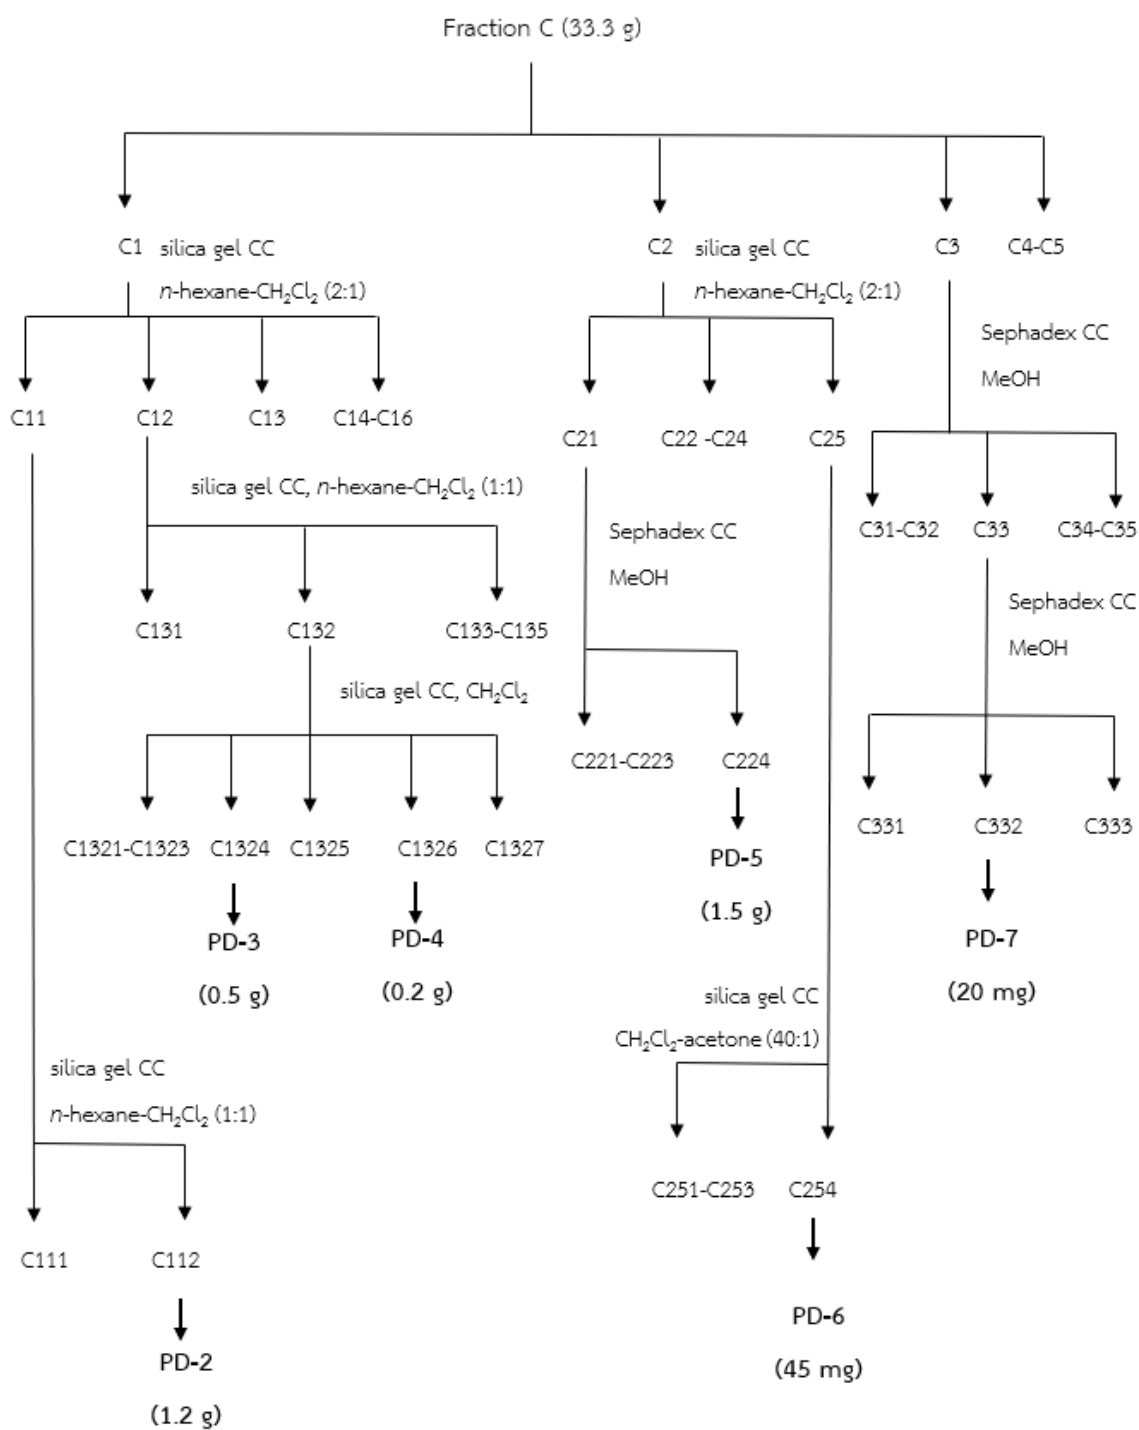 Fraction C (33.3 g)
C1 silica gel CC
n-hexane-CH₂Cl₂ (2:1)
C2 silica gel CC
n-hexane-CH₂Cl₂ (2:1)
C3
C4-C5
Sephadex CC
MeOH
C11
C12
C13
C14-C16
C21
C22 -C24
C25
silica gel CC, n-hexane-CH₂Cl₂ (1:1)
Sephadex CC
MeOH
C31-C32
C33
C34-C35
Sephadex CC
MeOH
C131
C132
C133-C135
silica gel CC, CH₂Cl₂
C221-C223
C224
C331
C332
C333
C1321-C1323
C1324
C1325
C1326
C1327
PD-5
(1.5 g)
PD-3
(0.5 g)
PD-4
(0.2 g)
PD-7
(20 mg)
silica gel CC
CH₂Cl₂-acetone (40:1)
silica gel CC
n-hexane-CH₂Cl₂ (1:1)
C251-C253
C254
C111
C112
PD-6
(45 mg)
PD-2
(1.2 g)